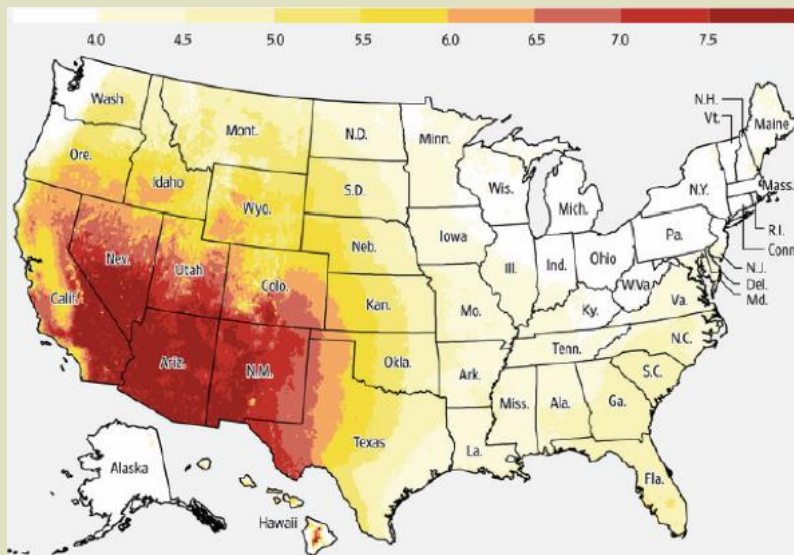 4.0 4.5 5.0 5.5 6.0 6.5 7.0 7.5
N.H.
Vt.
Wash. Maine
Mont. N.D. Minn.
Ore.
Idaho S.D. Wis. N.Y. Mass.
Wyo. Mich.
R.I.
Iowa Pa. Conn
Neb.
Nev. Ill. Ind. Ohio N.J.
Utah Del.
Colo. W.Va. Md.
Calif. Kan. Mo. Ky. Va.
N.C.
Tenn.
Okla.
Ariz. N.M. Ark. S.C.
Miss. Ala. Ga.
Texas
La.
Alaska Fla.
Hawaii